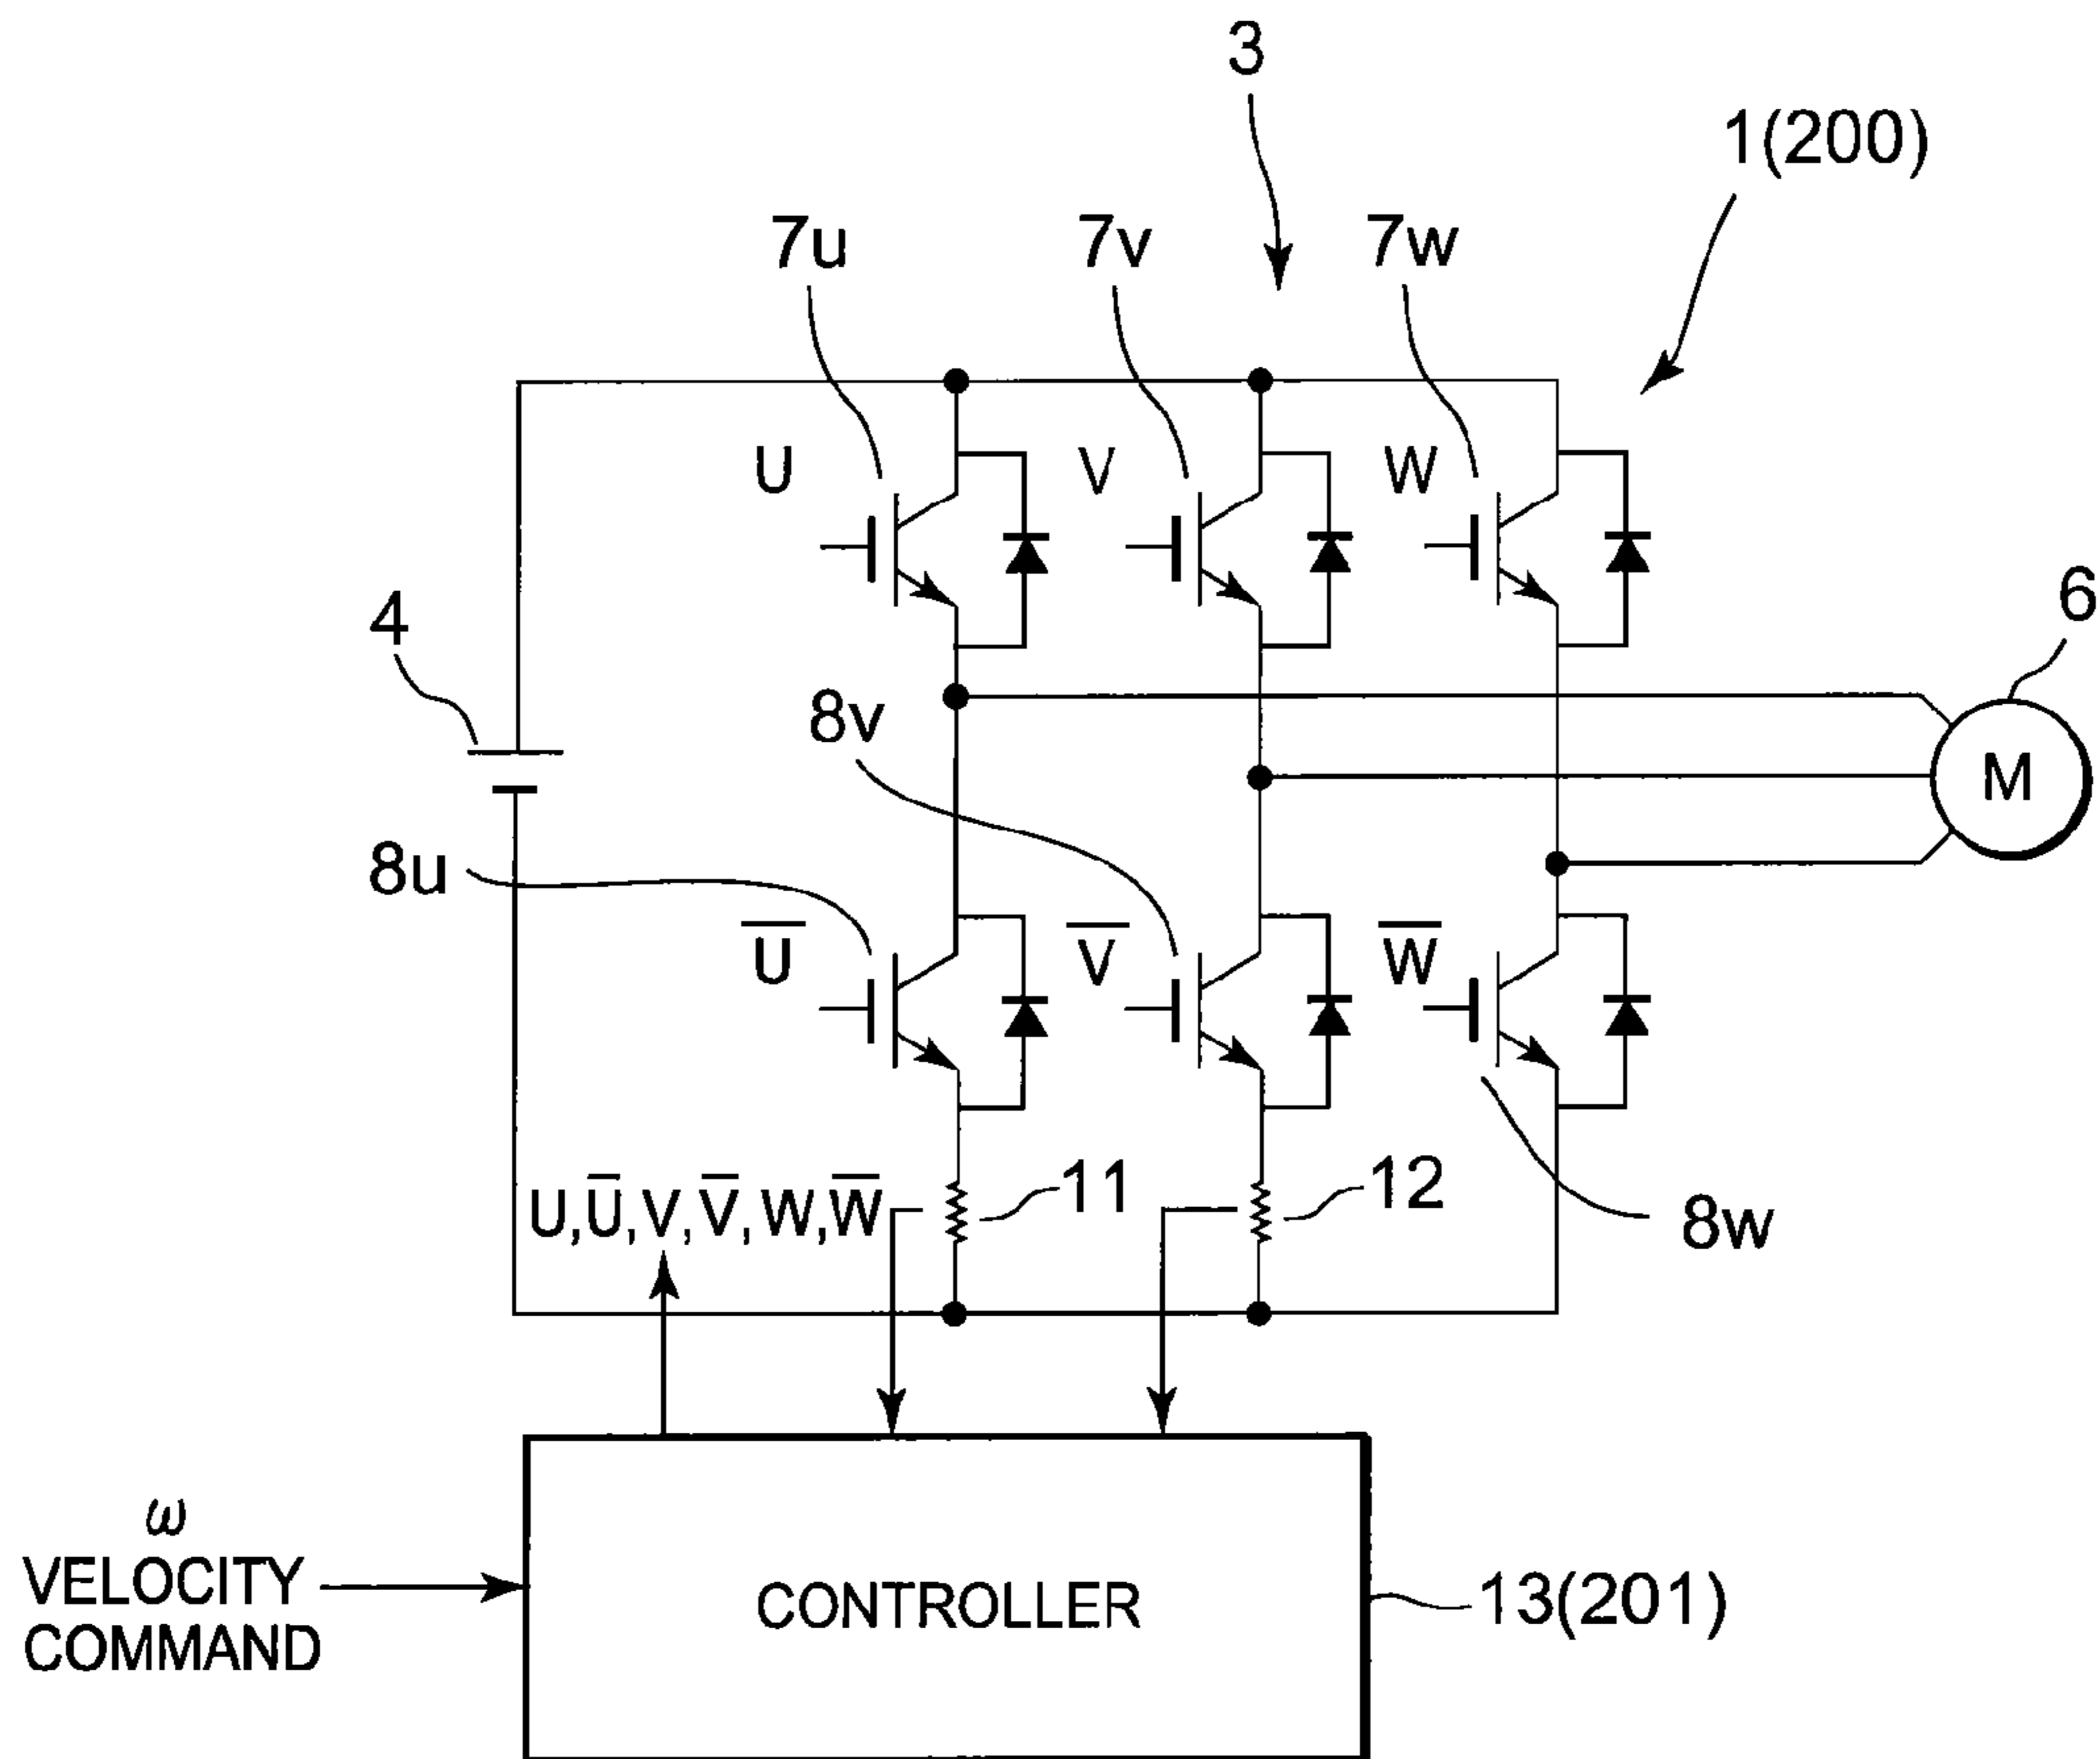 3
1(200)
7u
7v
7w
U
V
W
4
6
8v
M
8u
U̅
V̅
W̅
11
12
U,U̅,V,V̅,W,W̅
8w
ω
VELOCITY
COMMAND
CONTROLLER
13(201)